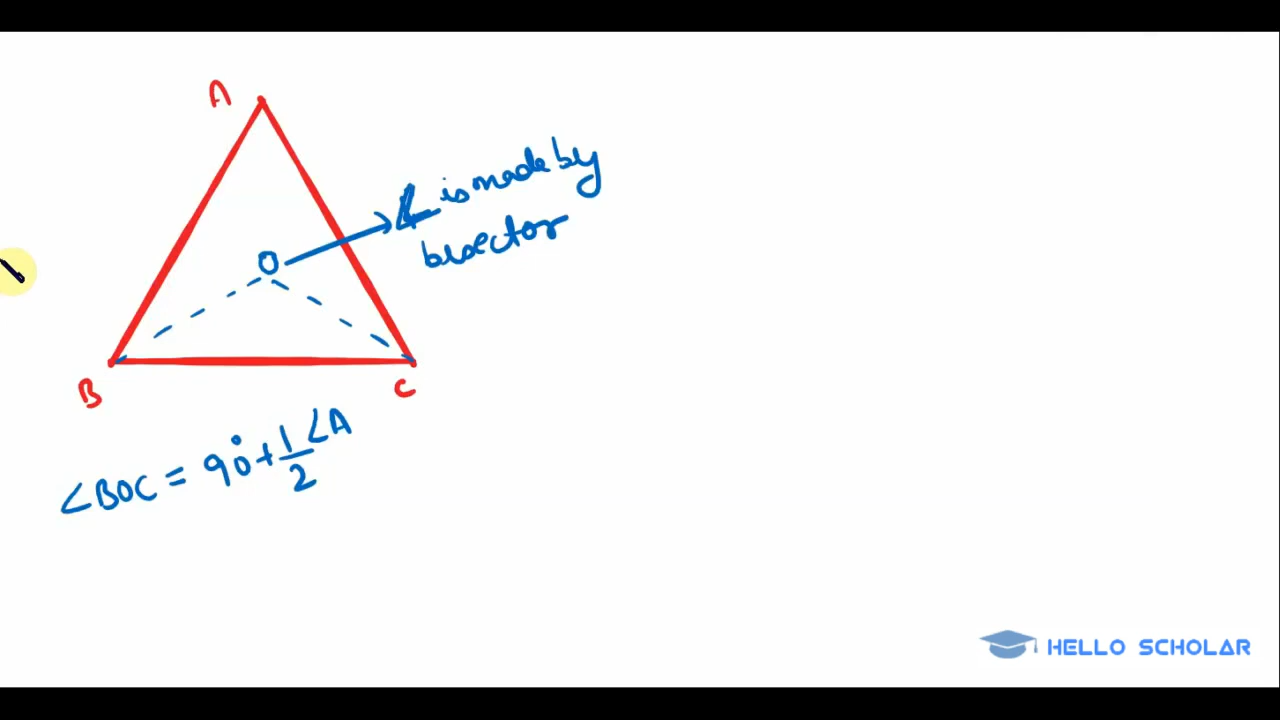 A
∠ is made by
bisector
O
B
C
∠BOC = 90° + 1/2 ∠A
HELLO SCHOLAR